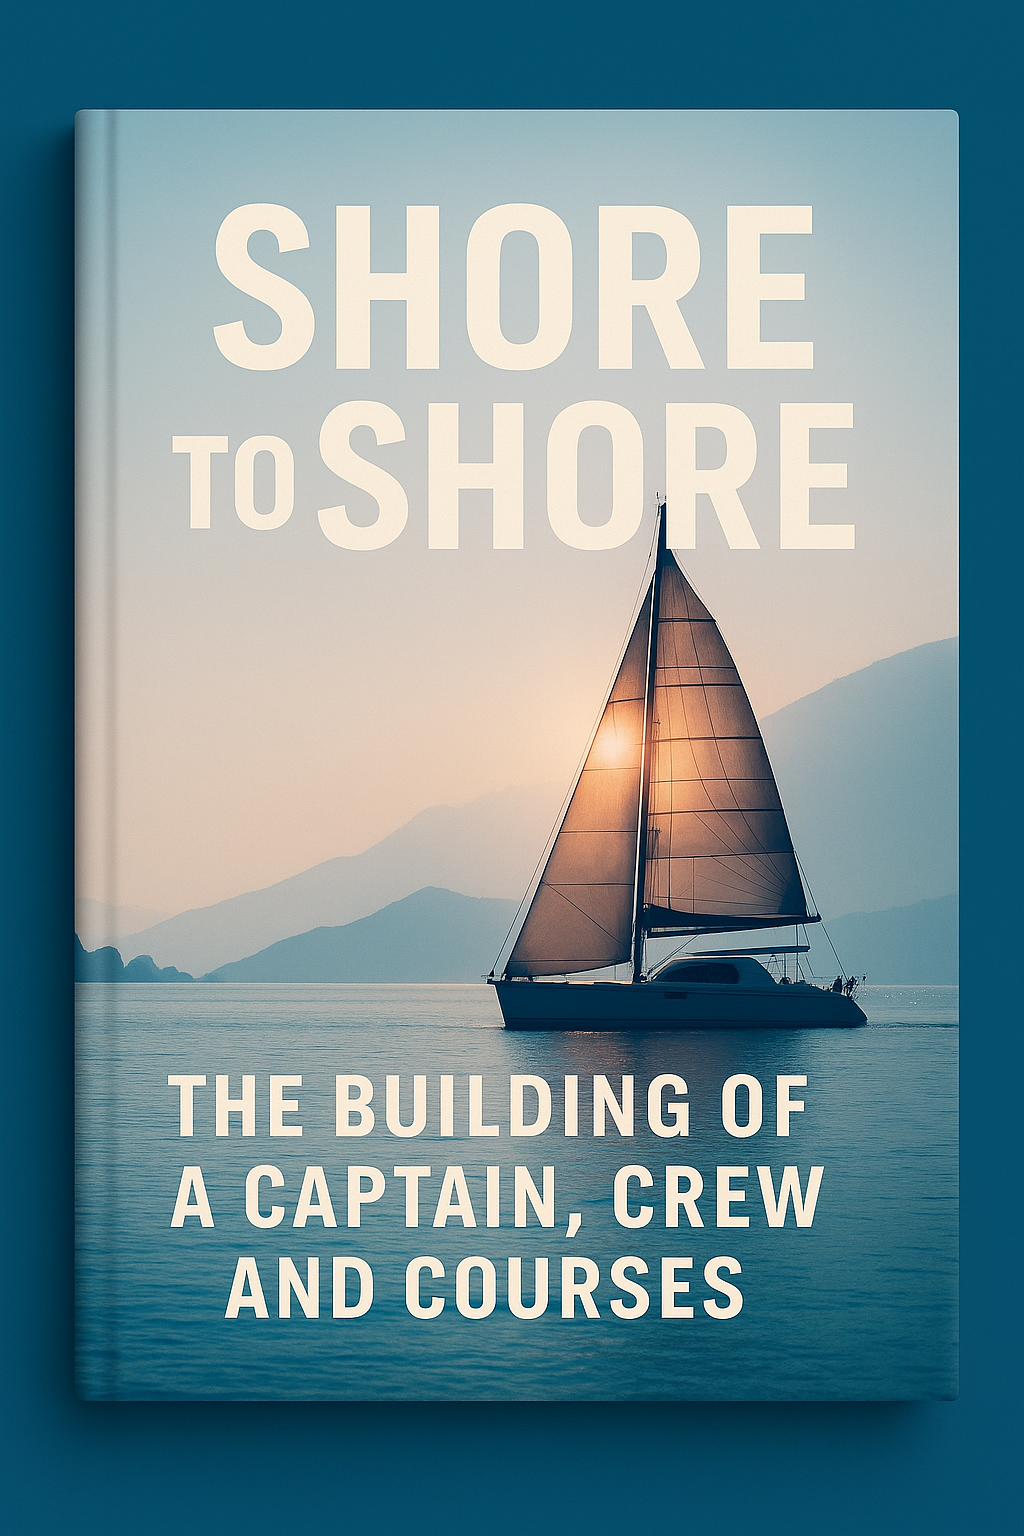 SHORE
TO SHORE
THE BUILDING OF
A CAPTAIN, CREW
AND COURSES